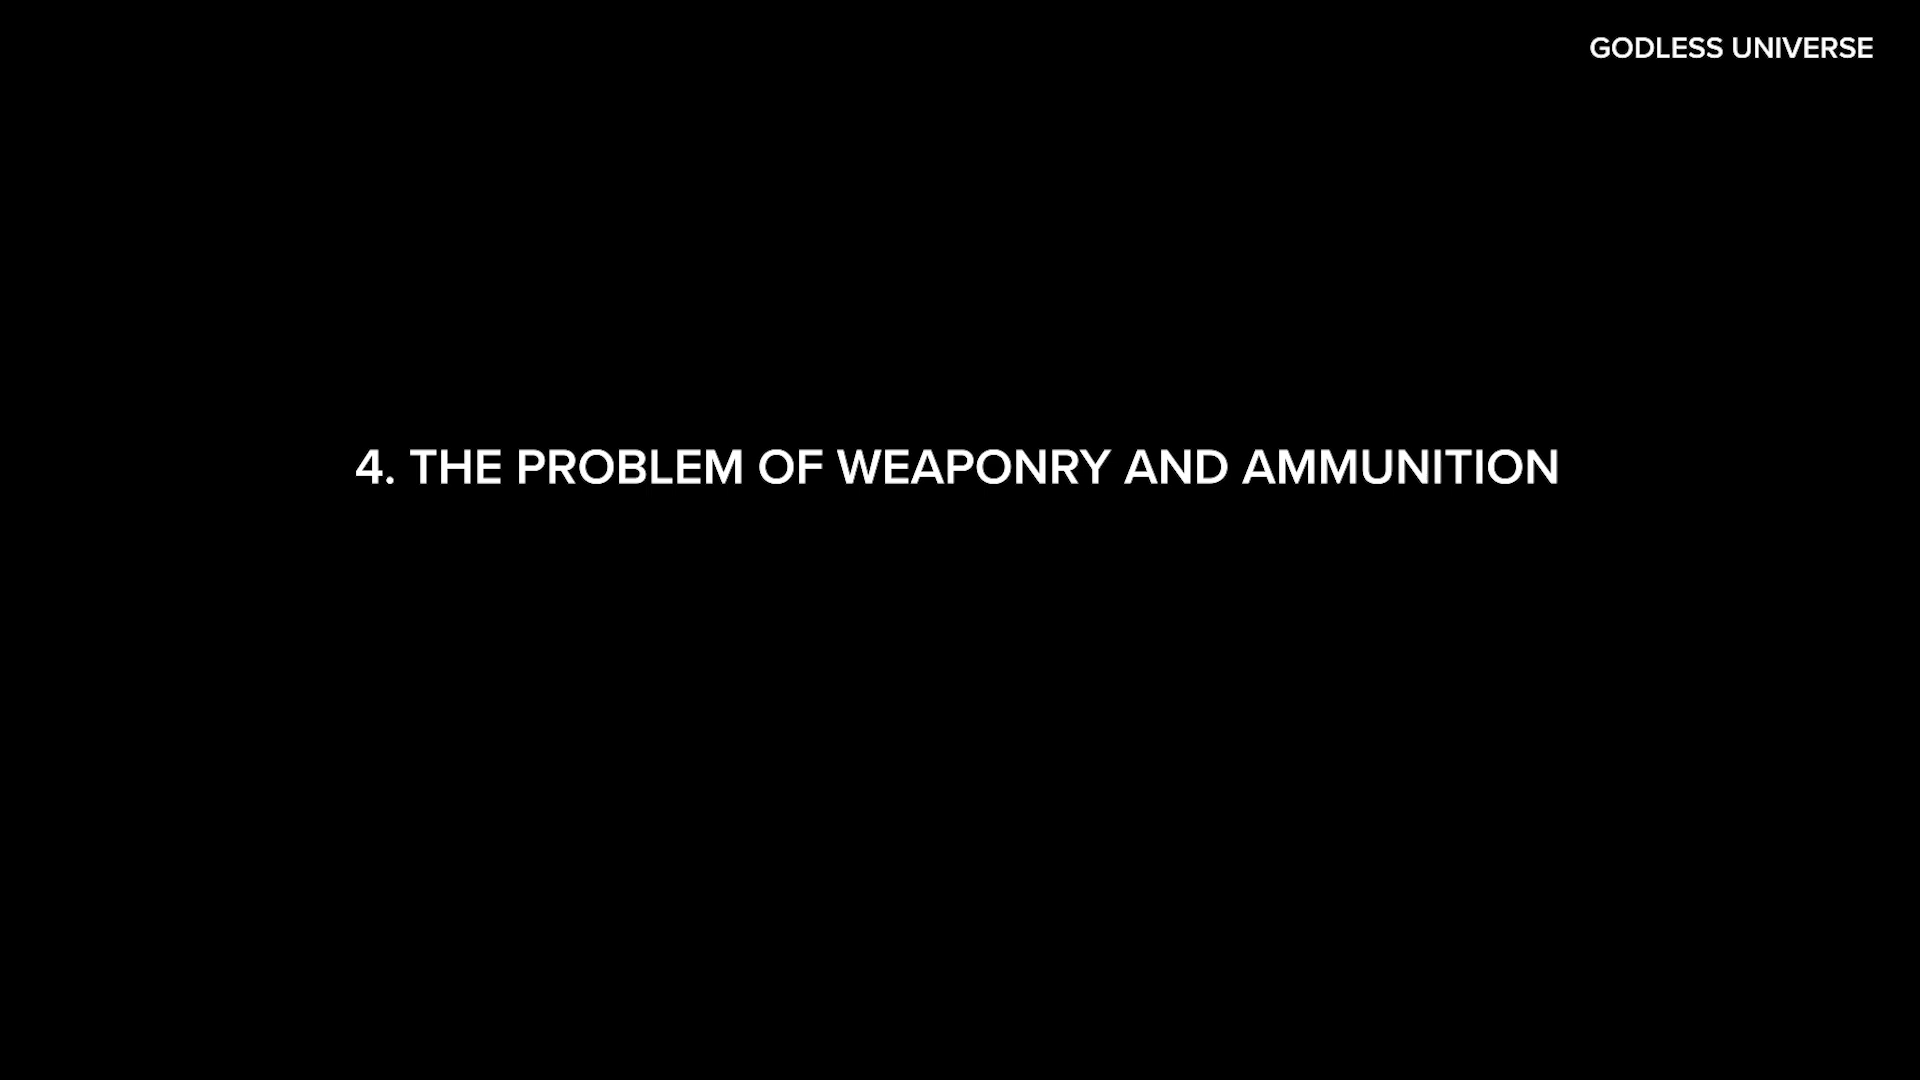 GODLESS UNIVERSE
4. THE PROBLEM OF WEAPONRY AND AMMUNITION